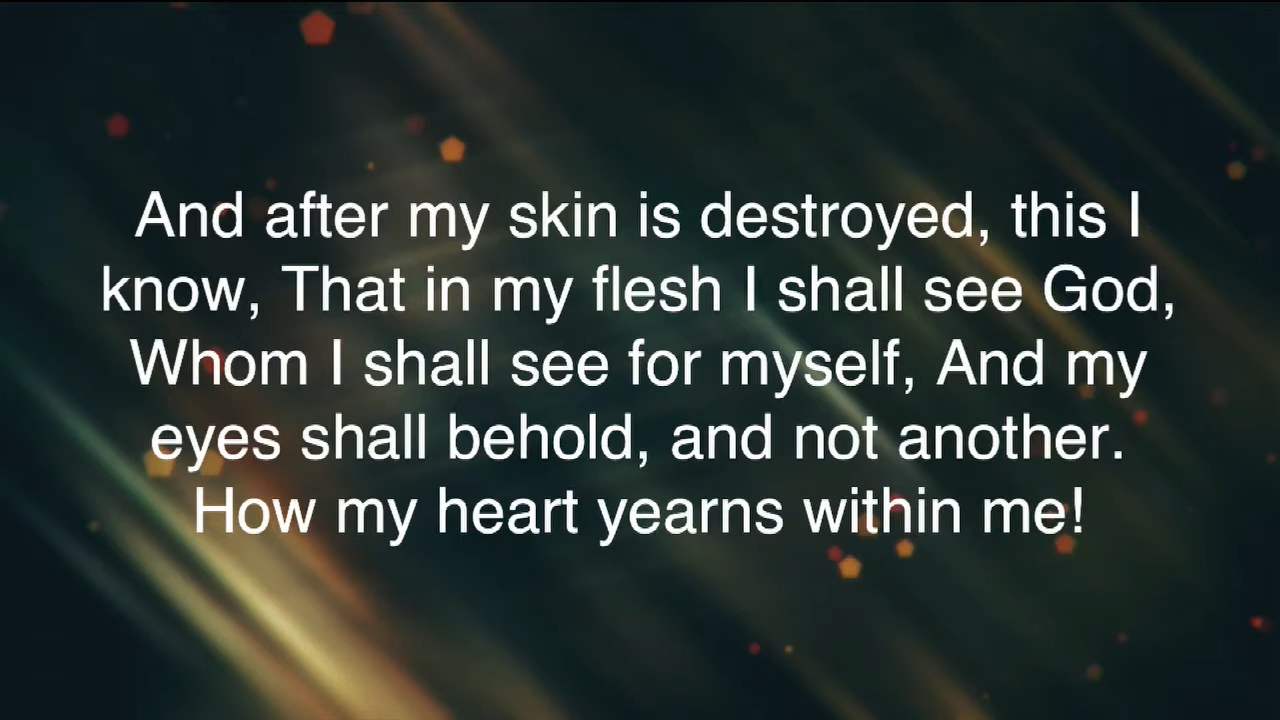 And after my skin is destroyed, this I
know, That in my flesh I shall see God,
Whom I shall see for myself, And my
eyes shall behold, and not another.
How my heart yearns within me!